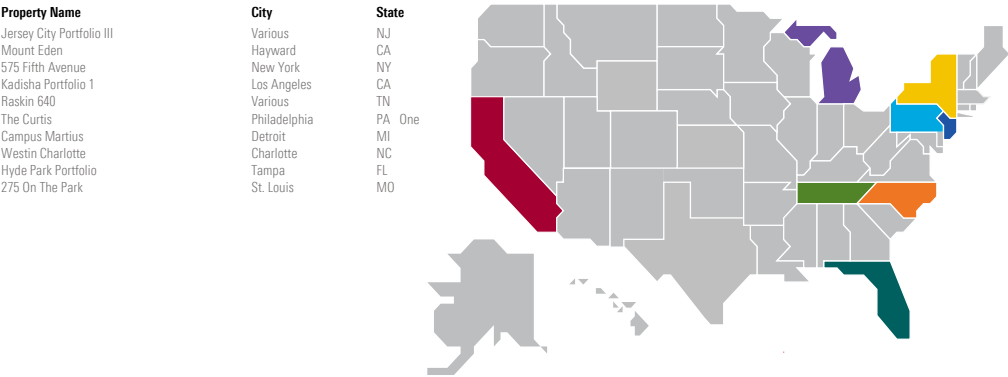 Property Name City State
Jersey City Portfolio III Various NJ
Mount Eden Hayward CA
575 Fifth Avenue New York NY
Kadisha Portfolio 1 Los Angeles CA
Raskin 640 Various TN
The Curtis Philadelphia PA One
Campus Martius Detroit MI
Westin Charlotte Charlotte NC
Hyde Park Portfolio Tampa FL
275 On The Park St. Louis MO